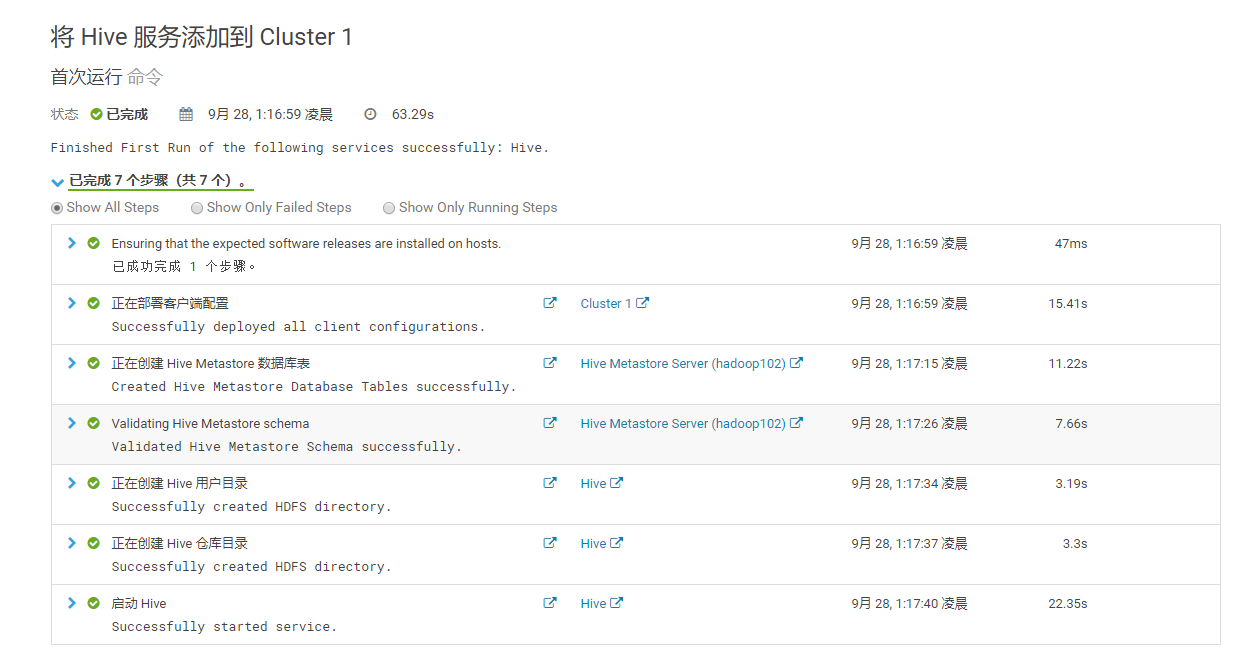 将 Hive 服务添加到 Cluster 1
首次运行 命令
状态 已完成 9月 28, 1:16:59 凌晨 63.29s
Finished First Run of the following services successfully: Hive.
已完成 7 个步骤（共 7 个）。
Show All Steps Show Only Failed Steps Show Only Running Steps
Ensuring that the expected software releases are installed on hosts. 9月 28, 1:16:59 凌晨 47ms
已成功完成 1 个步骤。
正在部署客户端配置 Cluster 1 9月 28, 1:16:59 凌晨 15.41s
Successfully deployed all client configurations.
正在创建 Hive Metastore 数据库表 Hive Metastore Server (hadoop102) 9月 28, 1:17:15 凌晨 11.22s
Created Hive Metastore Database Tables successfully.
Validating Hive Metastore schema Hive Metastore Server (hadoop102) 9月 28, 1:17:26 凌晨 7.66s
Validated Hive Metastore Schema successfully.
正在创建 Hive 用户目录 Hive 9月 28, 1:17:34 凌晨 3.19s
Successfully created HDFS directory.
正在创建 Hive 仓库目录 Hive 9月 28, 1:17:37 凌晨 3.3s
Successfully created HDFS directory.
启动 Hive Hive 9月 28, 1:17:40 凌晨 22.35s
Successfully started service.